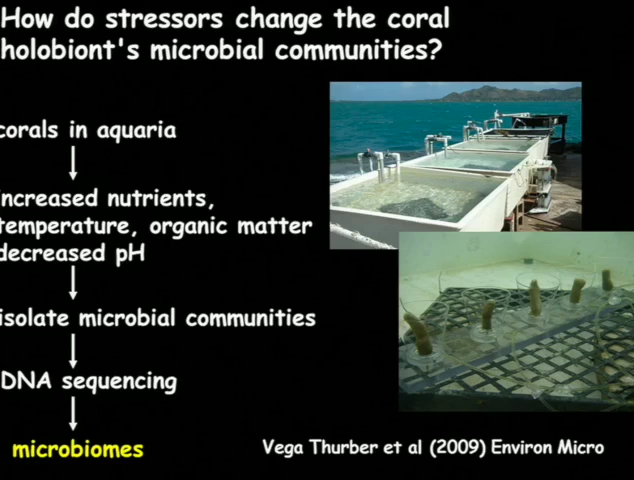 How do stressors change the coral
holobiont's microbial communities?
corals in aquaria
increased nutrients,
temperature, organic matter
decreased pH
isolate microbial communities
DNA sequencing
microbiomes
Vega Thurber et al (2009) Environ Micro